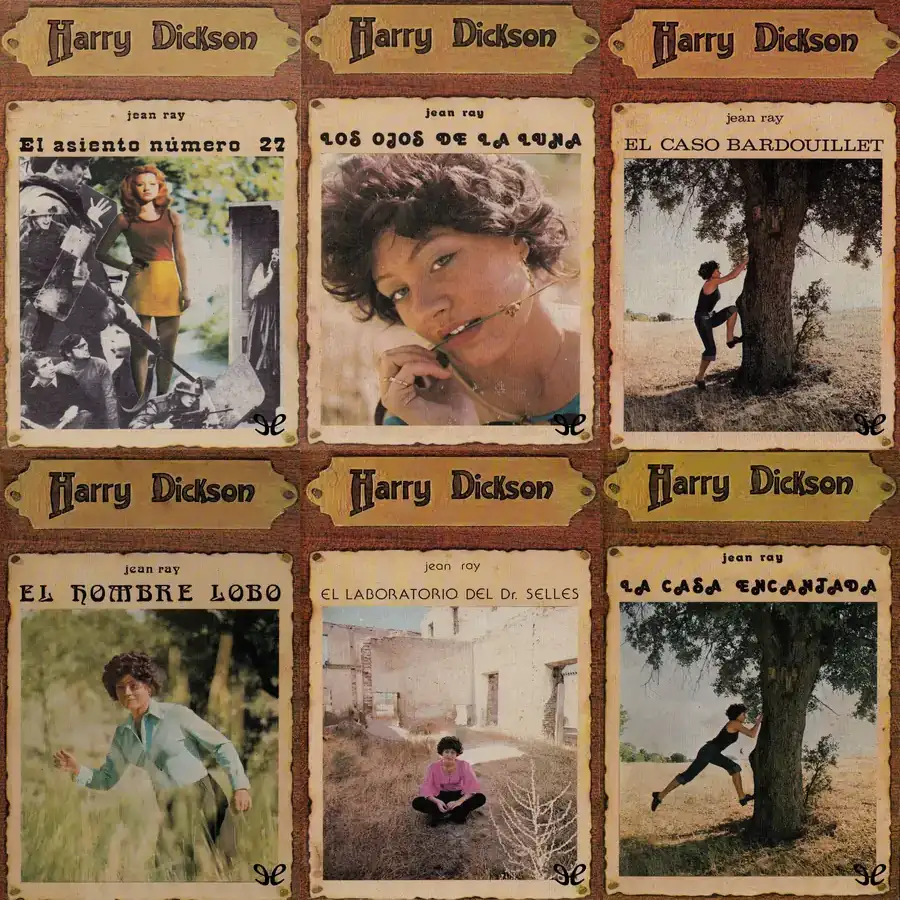 Harry Dickson
jean ray
El asiento número 27
Harry Dickson
jean ray
LOS OJOS DE LA LUNA
Harry Dickson
jean ray
EL CASO BARDOUILLET
Harry Dickson
jean ray
EL HOMBRE LOBO
Harry Dickson
jean ray
EL LABORATORIO DEL Dr. SELLES
Harry Dickson
jean ray
LA CASA ENCANTADA